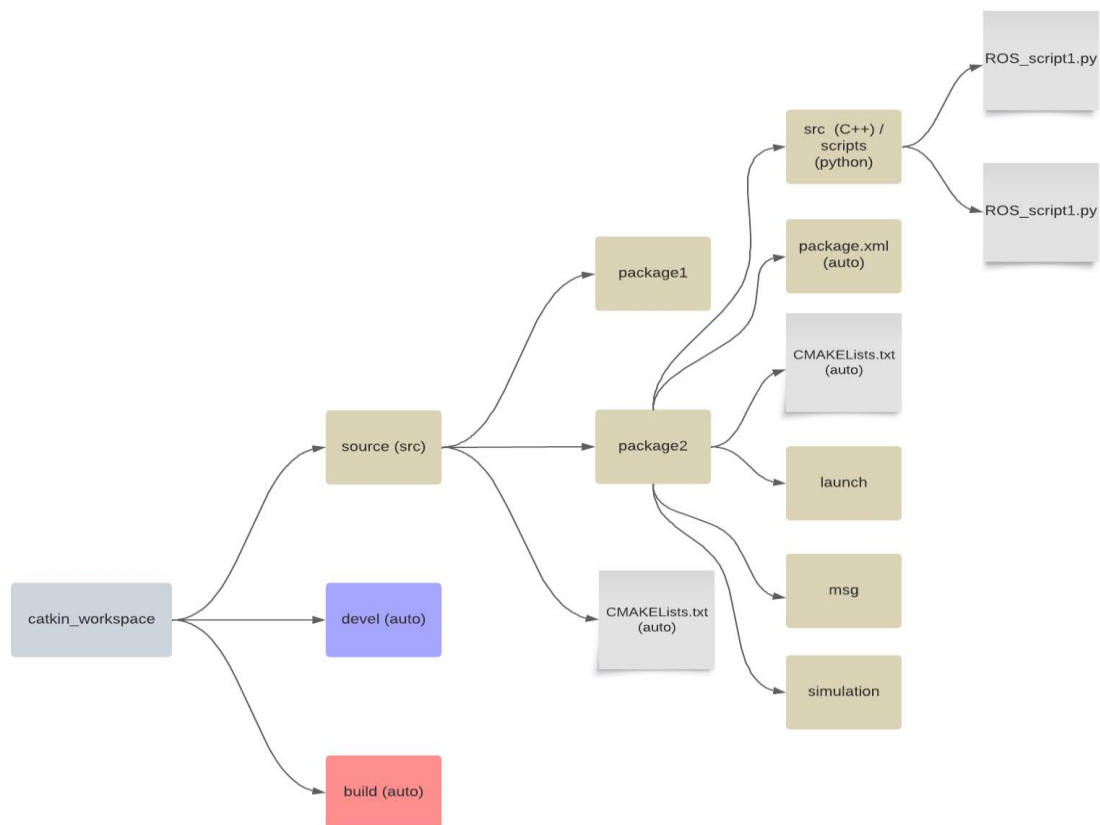 ROS_script1.py
src (C++) /
scripts
(python)
ROS_script1.py
package.xml
(auto)
package1
CMAKELists.txt
(auto)
source (src)
package2
launch
catkin_workspace
devel (auto)
CMAKELists.txt
(auto)
msg
simulation
build (auto)